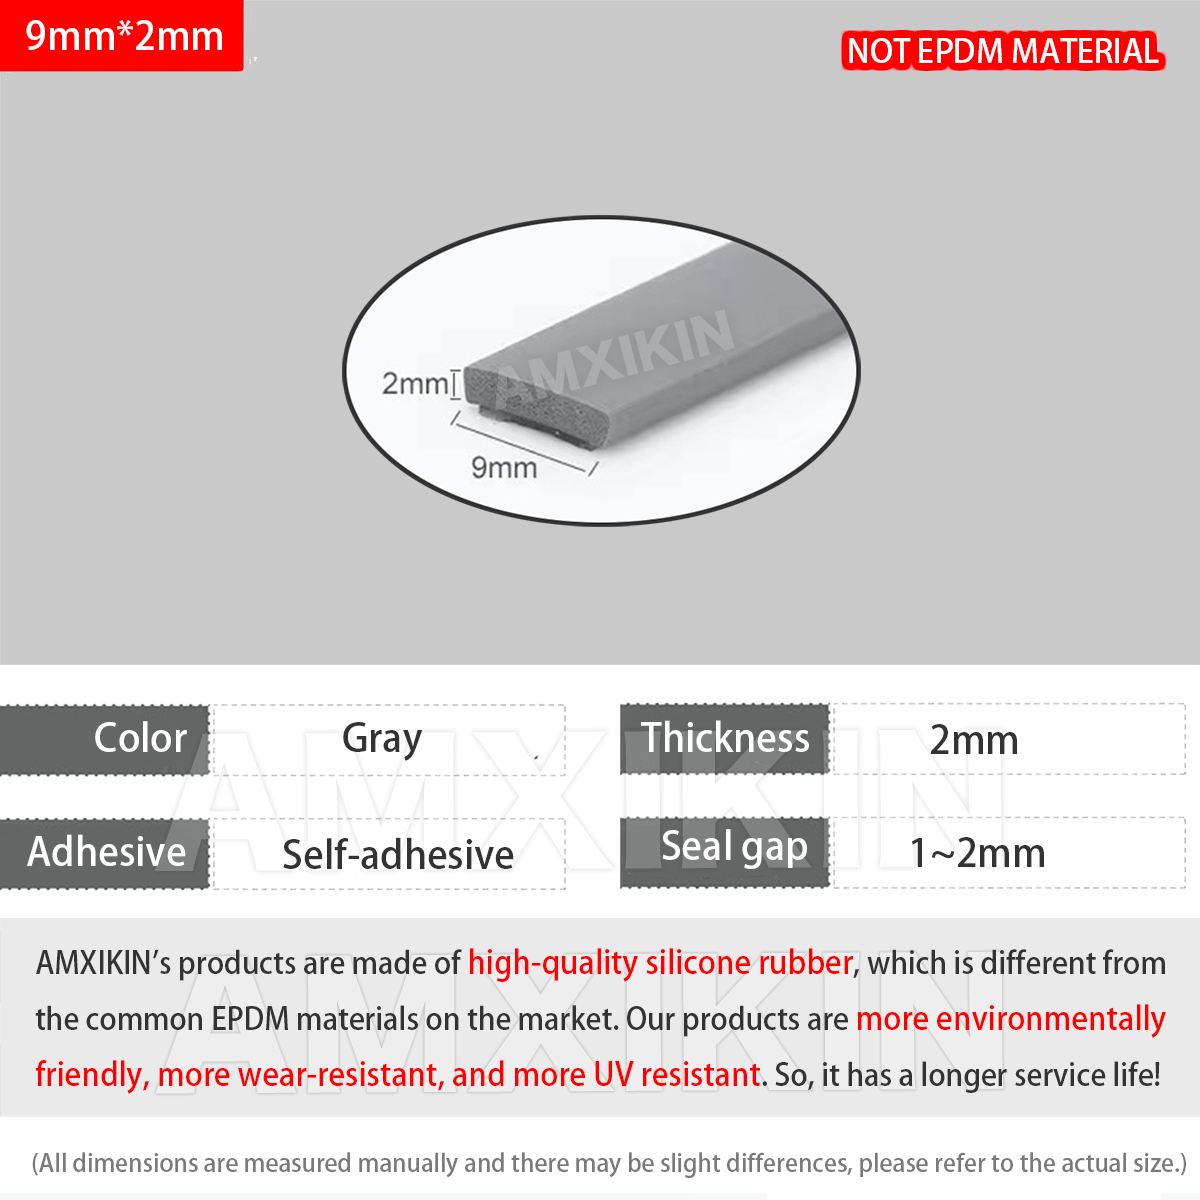 9mm*2mm
NOT EPDM MATERIAL
AMXIKIN
2mm
9mm
Color
Gray
Thickness
2mm
AMXIKIN
Adhesive
Self-adhesive
Seal gap
1~2mm
AMXIKIN’s products are made of high-quality silicone rubber, which is different from
the common EPDM materials on the market. Our products are more environmentally
friendly, more wear-resistant, and more UV resistant. So, it has a longer service life!
AMXIKIN
(All dimensions are measured manually and there may be slight differences, please refer to the actual size.)